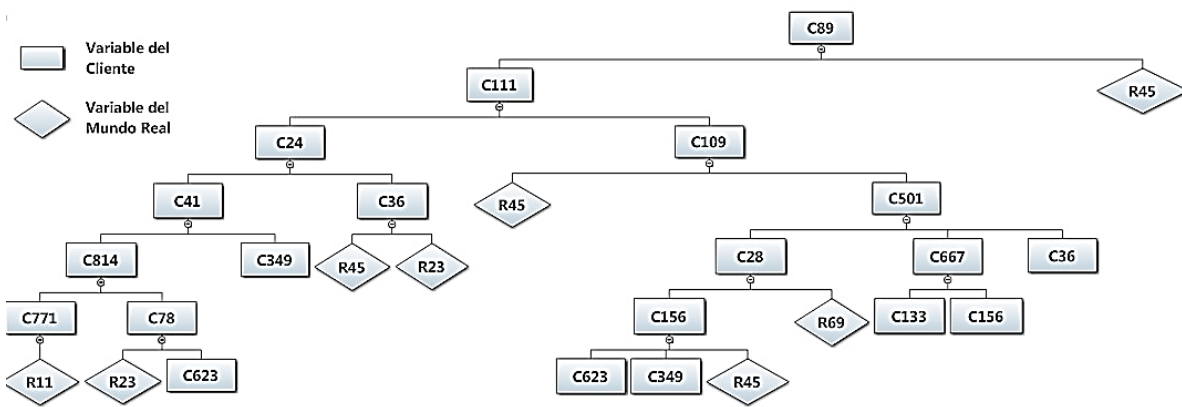 Variable del
Cliente
Variable del
Mundo Real
C89
C111
R45
C24
C109
C41
C36
R45
C501
C814
C349
R45
R23
C28
C667
C36
C771
C78
C156
R69
C133
C156
R11
R23
C623
C623
C349
R45